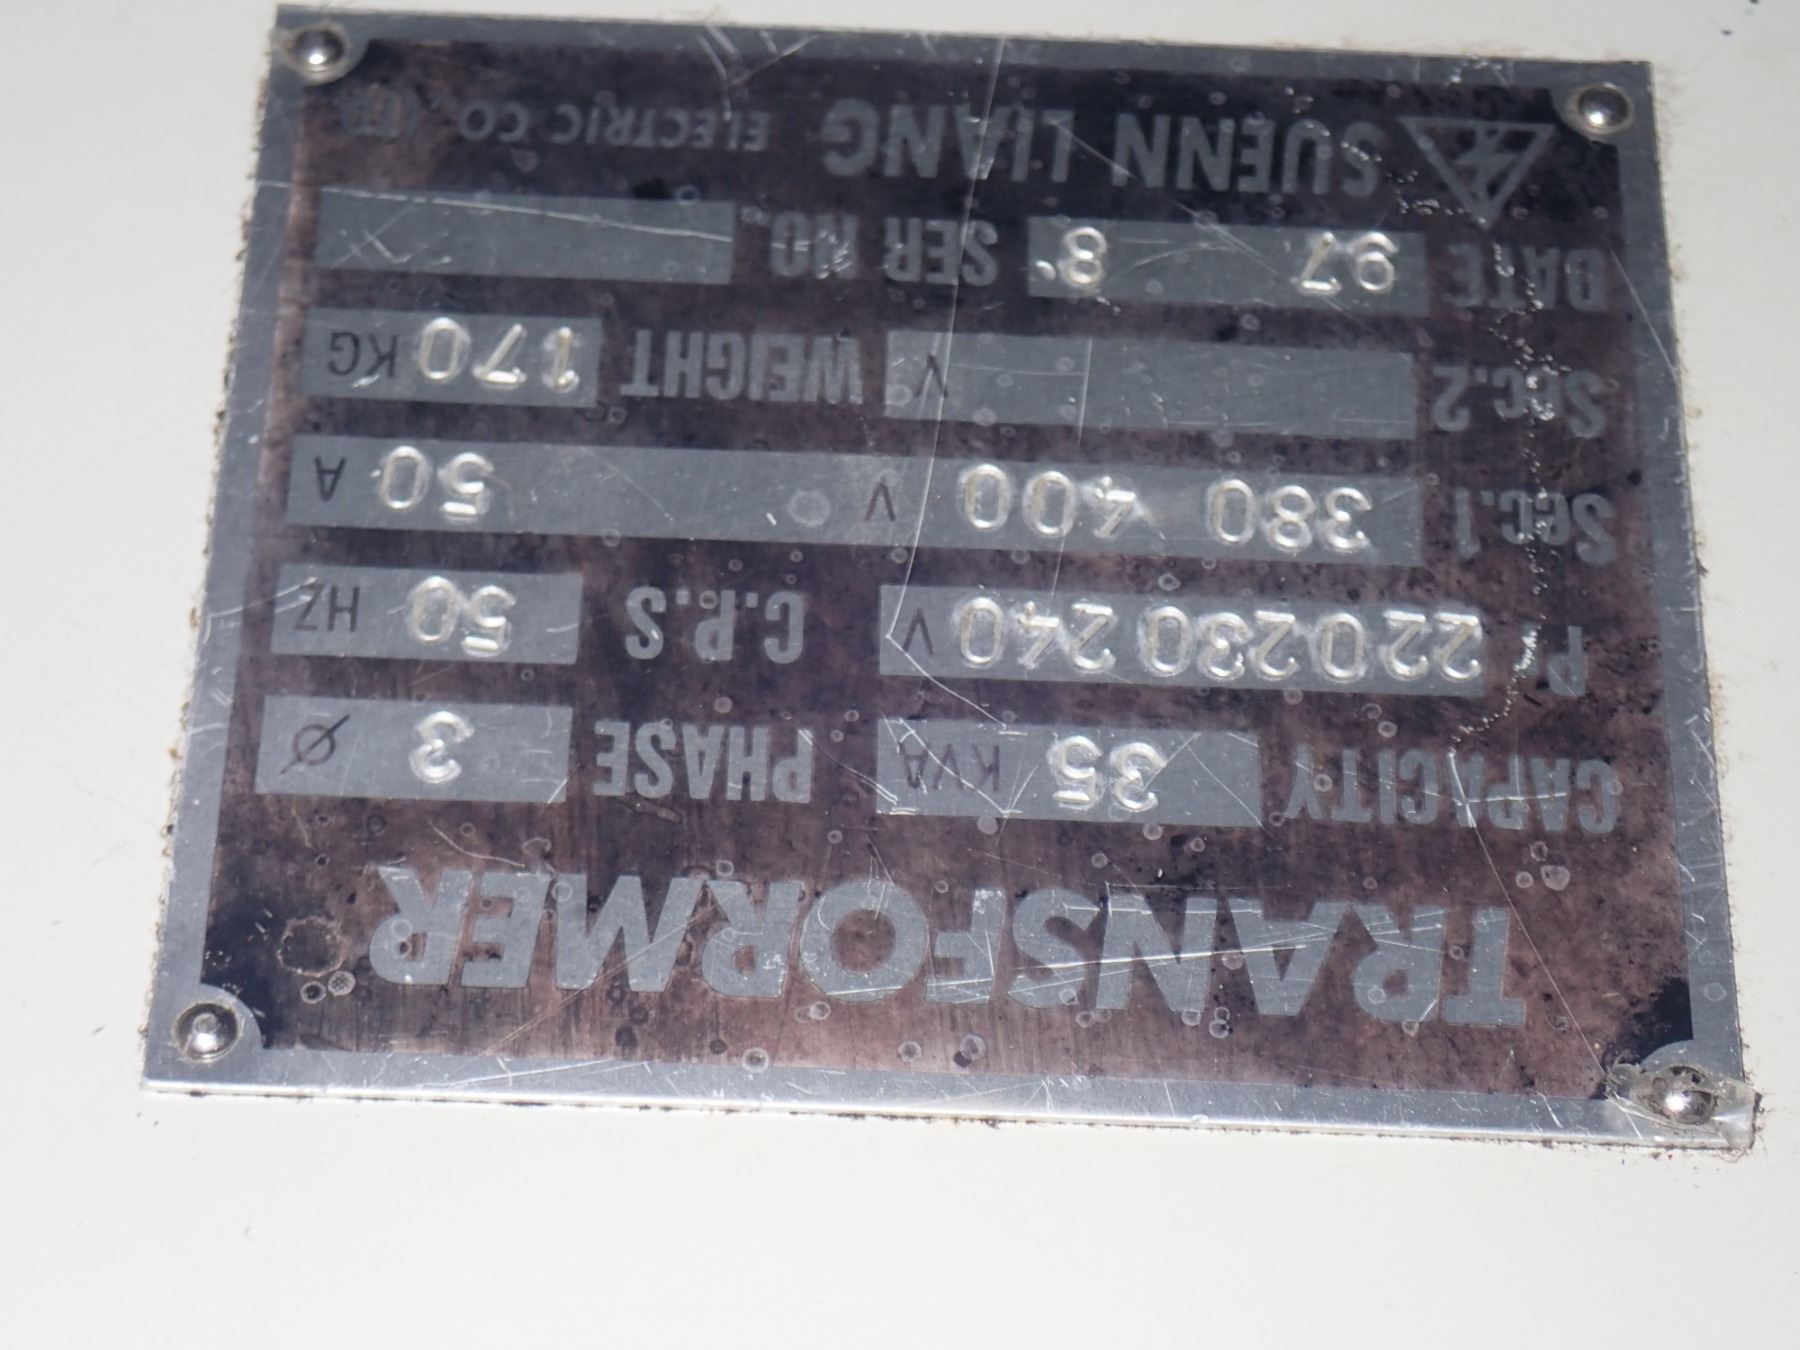 TRANSFORMER
CAPACITY 35 KVA PHASE 3 Ø
220 230 240 V C.P.S 50 HZ
Sec.1 380 400 V 50 A
Sec.2 V WEIGHT 170 KG
DATE 97 8. SER NO.
SUENN LIANG ELECTRIC CO., LTD.